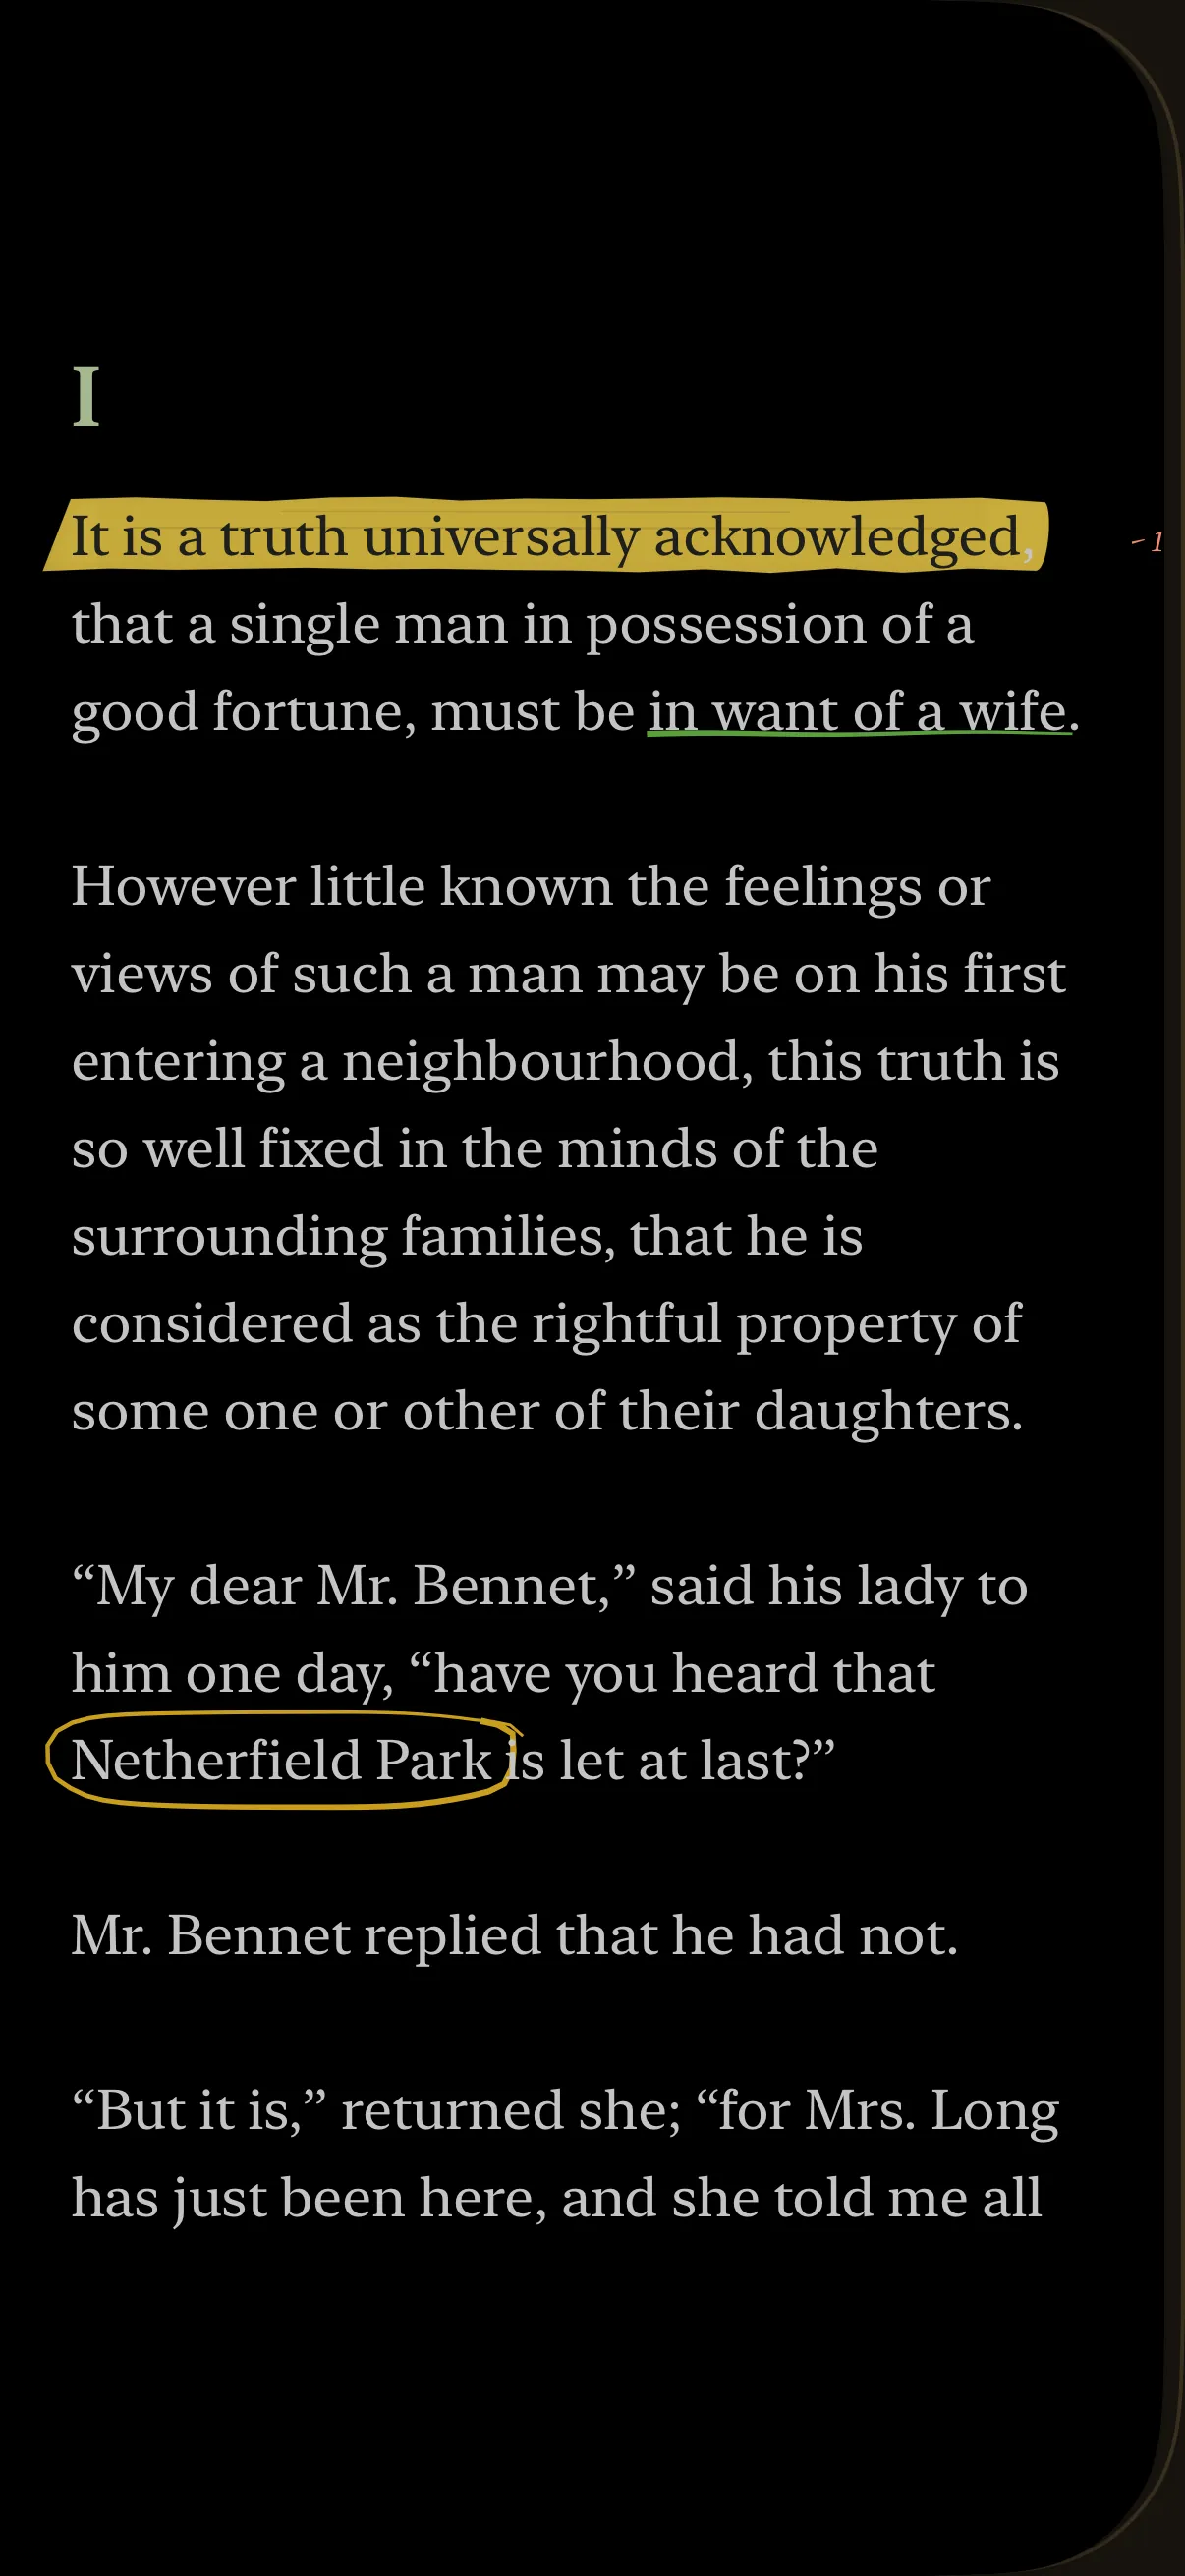 I
It is a truth universally acknowledged, - 1
that a single man in possession of a
good fortune, must be in want of a wife.
However little known the feelings or
views of such a man may be on his first
entering a neighbourhood, this truth is
so well fixed in the minds of the
surrounding families, that he is
considered as the rightful property of
some one or other of their daughters.
“My dear Mr. Bennet,” said his lady to
him one day, “have you heard that
Netherfield Park is let at last?”
Mr. Bennet replied that he had not.
“But it is,” returned she; “for Mrs. Long
has just been here, and she told me all